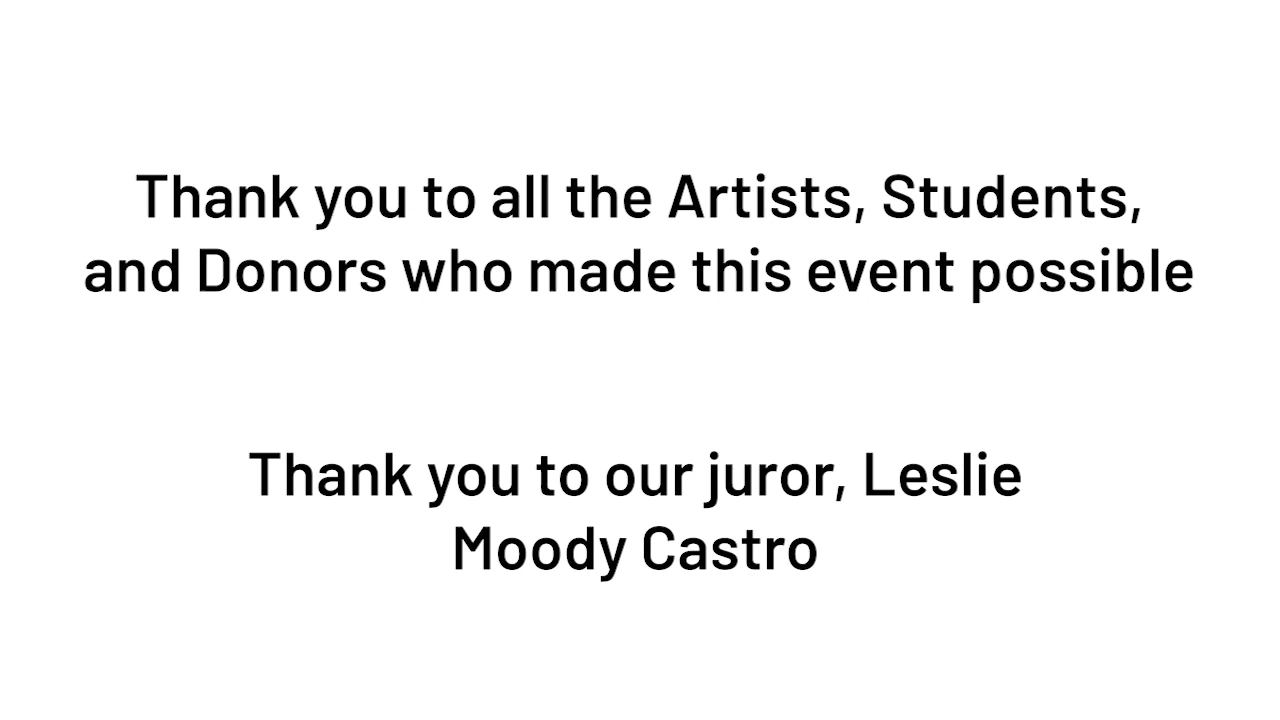 Thank you to all the Artists, Students,
and Donors who made this event possible
Thank you to our juror, Leslie
Moody Castro